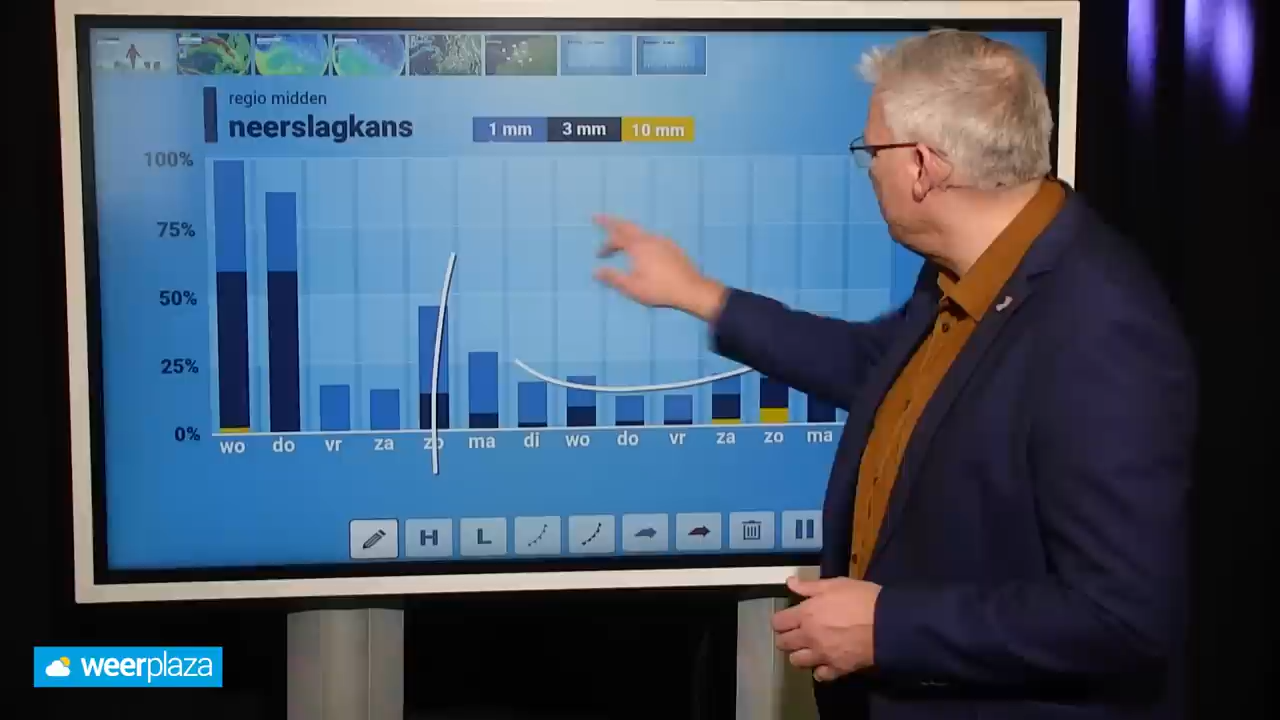 regio midden
neerslagkans
1 mm 3 mm 10 mm
100%
75%
50%
25%
0%
wo do vr za zo ma di wo do vr za zo ma
H L
weerplaza